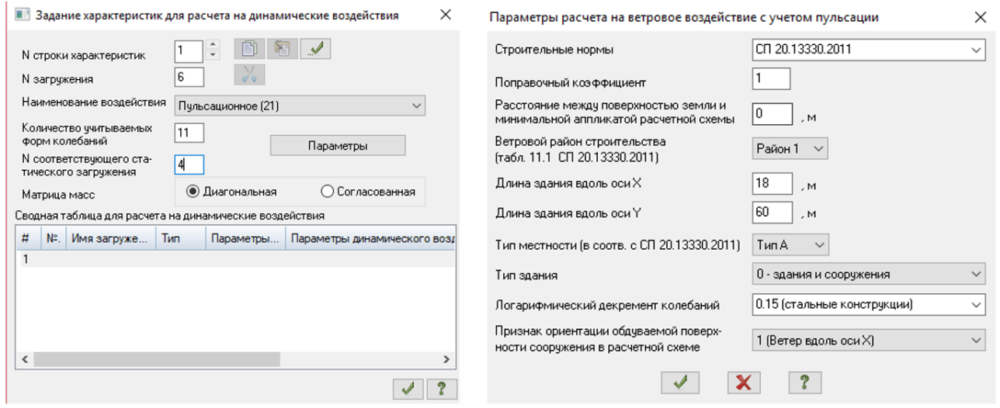 Задание характеристик для расчета на динамические воздействия
N строки характеристик
1
N загружения
6
Наименование воздействия
Пульсационное (21)
Количество учитываемых
форм колебаний
11
Параметры
N соответствующего ста-
тического загружения
4
Матрица масс
Диагональная
Согласованная
Сводная таблица для расчета на динамические воздействия
# №. Имя загруже... Тип Параметры... Параметры динамического возд
1
Параметры расчета на ветровое воздействие с учетом пульсации
Строительные нормы
СП 20.13330.2011
Поправочный коэффициент
1
Расстояние между поверхностью земли и
минимальной аппликатой расчетной схемы
0 , м
Ветровой район строительства
(табл. 11.1 СП 20.13330.2011)
Район 1
Длина здания вдоль оси X
18 , м
Длина здания вдоль оси Y
60 , м
Тип местности (в соотв. с СП 20.13330.2011)
Тип А
Тип здания
0 - здания и сооружения
Логарифмический декремент колебаний
0.15 (стальные конструкции)
Признак ориентации обдуваемой поверх-
ности сооружения в расчетной схеме
1 (Ветер вдоль оси X)